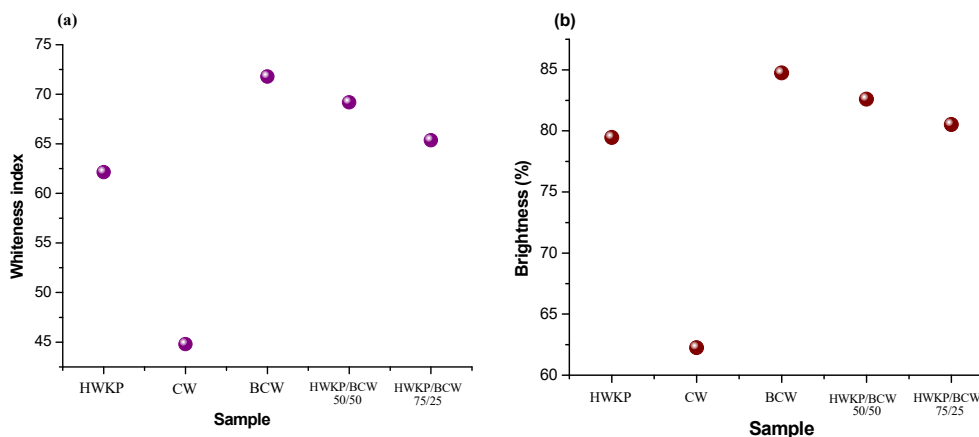 (a)
75
70
65
60
55
50
45
Whiteness index
HWKP
CW
BCW
HWKP/BCW
50/50
HWKP/BCW
75/25
Sample
(b)
85
80
75
70
65
60
Brightness (%)
HWKP
CW
BCW
HWKP/BCW
50/50
HWKP/BCW
75/25
Sample